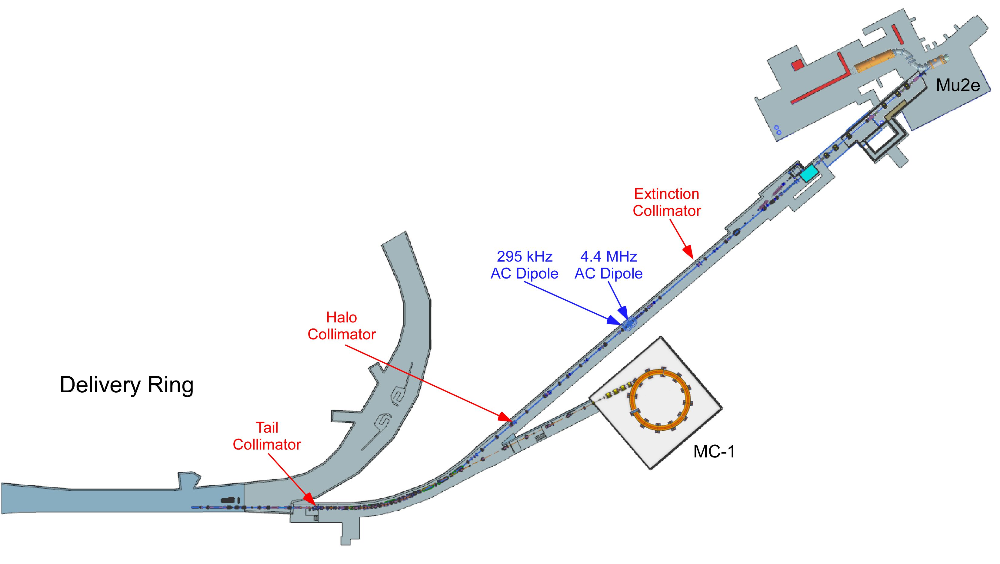 Mu2e
Extinction
Collimator
295 kHz
AC Dipole
4.4 MHz
AC Dipole
Halo
Collimator
Delivery Ring
Tail
Collimator
MC-1